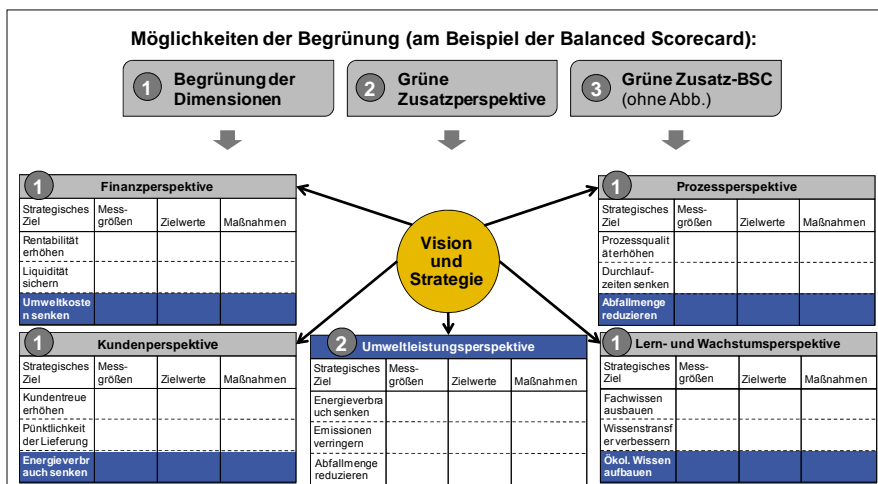 Möglichkeiten der Begrünung (am Beispiel der Balanced Scorecard):
1 Begrünung der
Dimensionen
2 Grüne
Zusatzperspektive
3 Grüne Zusatz-BSC
(ohne Abb.)
1 Finanzperspektive
Strategisches
Ziel
Mess-
größen
Zielwerte
Maßnahmen
Rentabilität
erhöhen
Liquidität
sichern
Umweltkoste
n senken
Vision
und
Strategie
1 Prozessperspektive
Strategisches
Ziel
Mess-
größen
Zielwerte
Maßnahmen
Prozessqualit
ät erhöhen
Durchlauf-
zeiten senken
Abfallmenge
reduzieren
1 Kundenperspektive
Strategisches
Ziel
Mess-
größen
Zielwerte
Maßnahmen
Kundentreue
erhöhen
Pünktlichkeit
der Lieferung
Energieverbr
auch senken
2 Umweltleistungsperspektive
Strategisches
Ziel
Mess-
größen
Zielwerte
Maßnahmen
Energieverbra
uch senken
Emissionen
verringern
Abfallmenge
reduzieren
1 Lern- und Wachstumsperspektive
Strategisches
Ziel
Mess-
größen
Zielwerte
Maßnahmen
Fachwissen
ausbauen
Wissenstransf
er verbessern
Ökol. Wissen
aufbauen